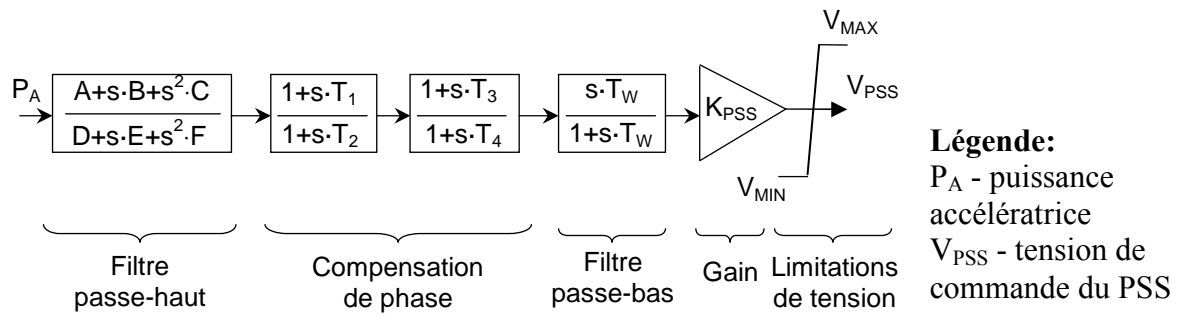 V_MAX
P_A
A+s·B+s²·C
D+s·E+s²·F
1+s·T_1
1+s·T_2
1+s·T_3
1+s·T_4
s·T_W
1+s·T_W
K_PSS
V_PSS
V_MIN
Filtre
passe-haut
Compensation
de phase
Filtre
passe-bas
Gain
Limitations
de tension
Légende:
P_A - puissance
accélératrice
V_PSS - tension de
commande du PSS